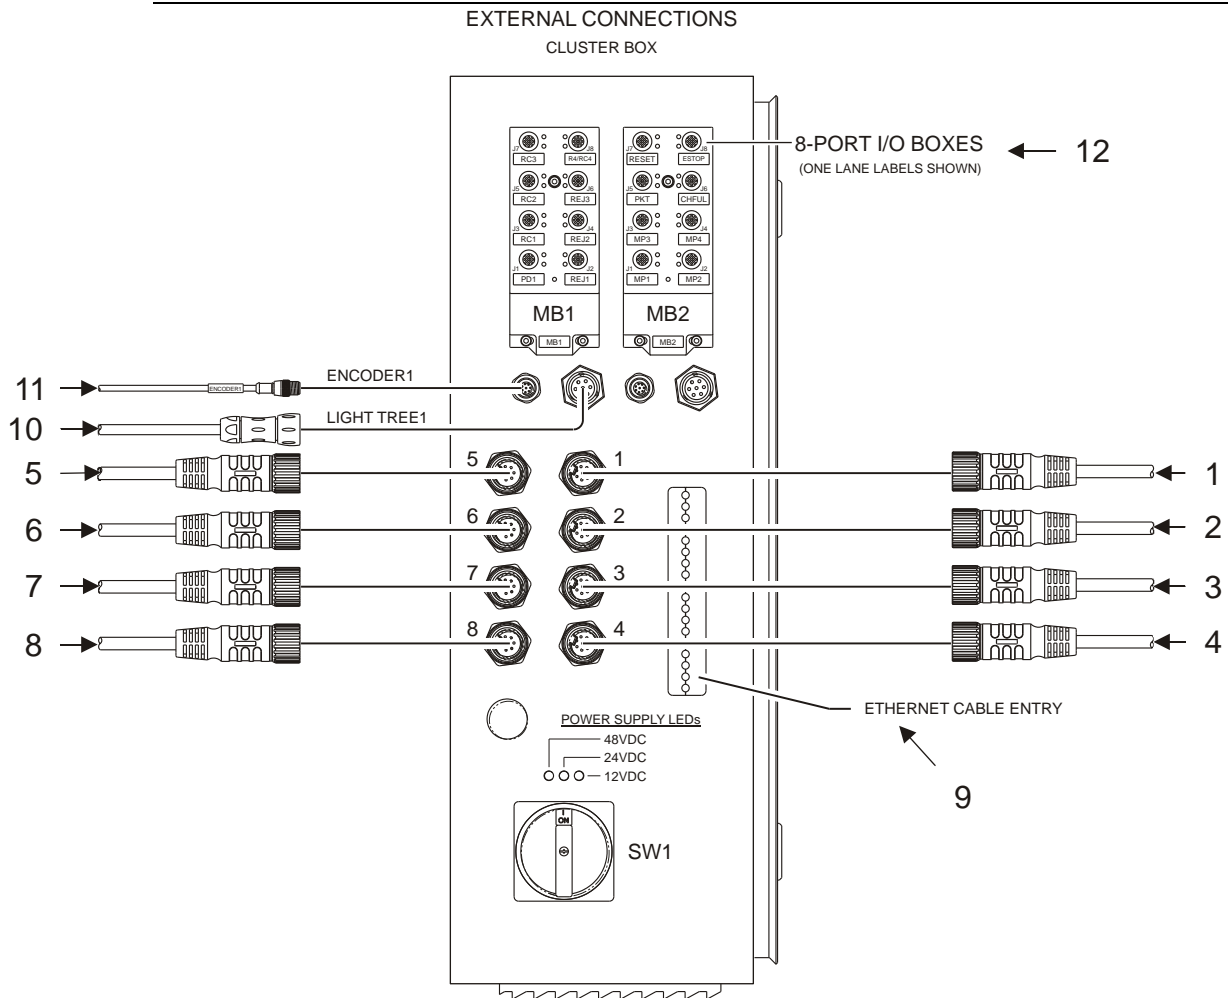 EXTERNAL CONNECTIONS
CLUSTER BOX
J7 J8 J7 J8
RC3 R4/RC4 RESET ESTOP
8-PORT I/O BOXES 12
(ONE LANE LABELS SHOWN)
J5 J6 J5 J6
RC2 REJ3 PKT CHFUL
J3 J4 J3 J4
RC1 REJ2 MP3 MP4
J1 J2 J1 J2
PD1 REJ1 MP1 MP2
MB1 MB2
MB1 MB2
11 ENCODER1 ENCODER1
10 LIGHT TREE1
5 5 1 1
6 6 2 2
7 7 3 3
8 8 4 4
ETHERNET CABLE ENTRY
9
POWER SUPPLY LEDs
48VDC
24VDC
12VDC
I
ON
SW1